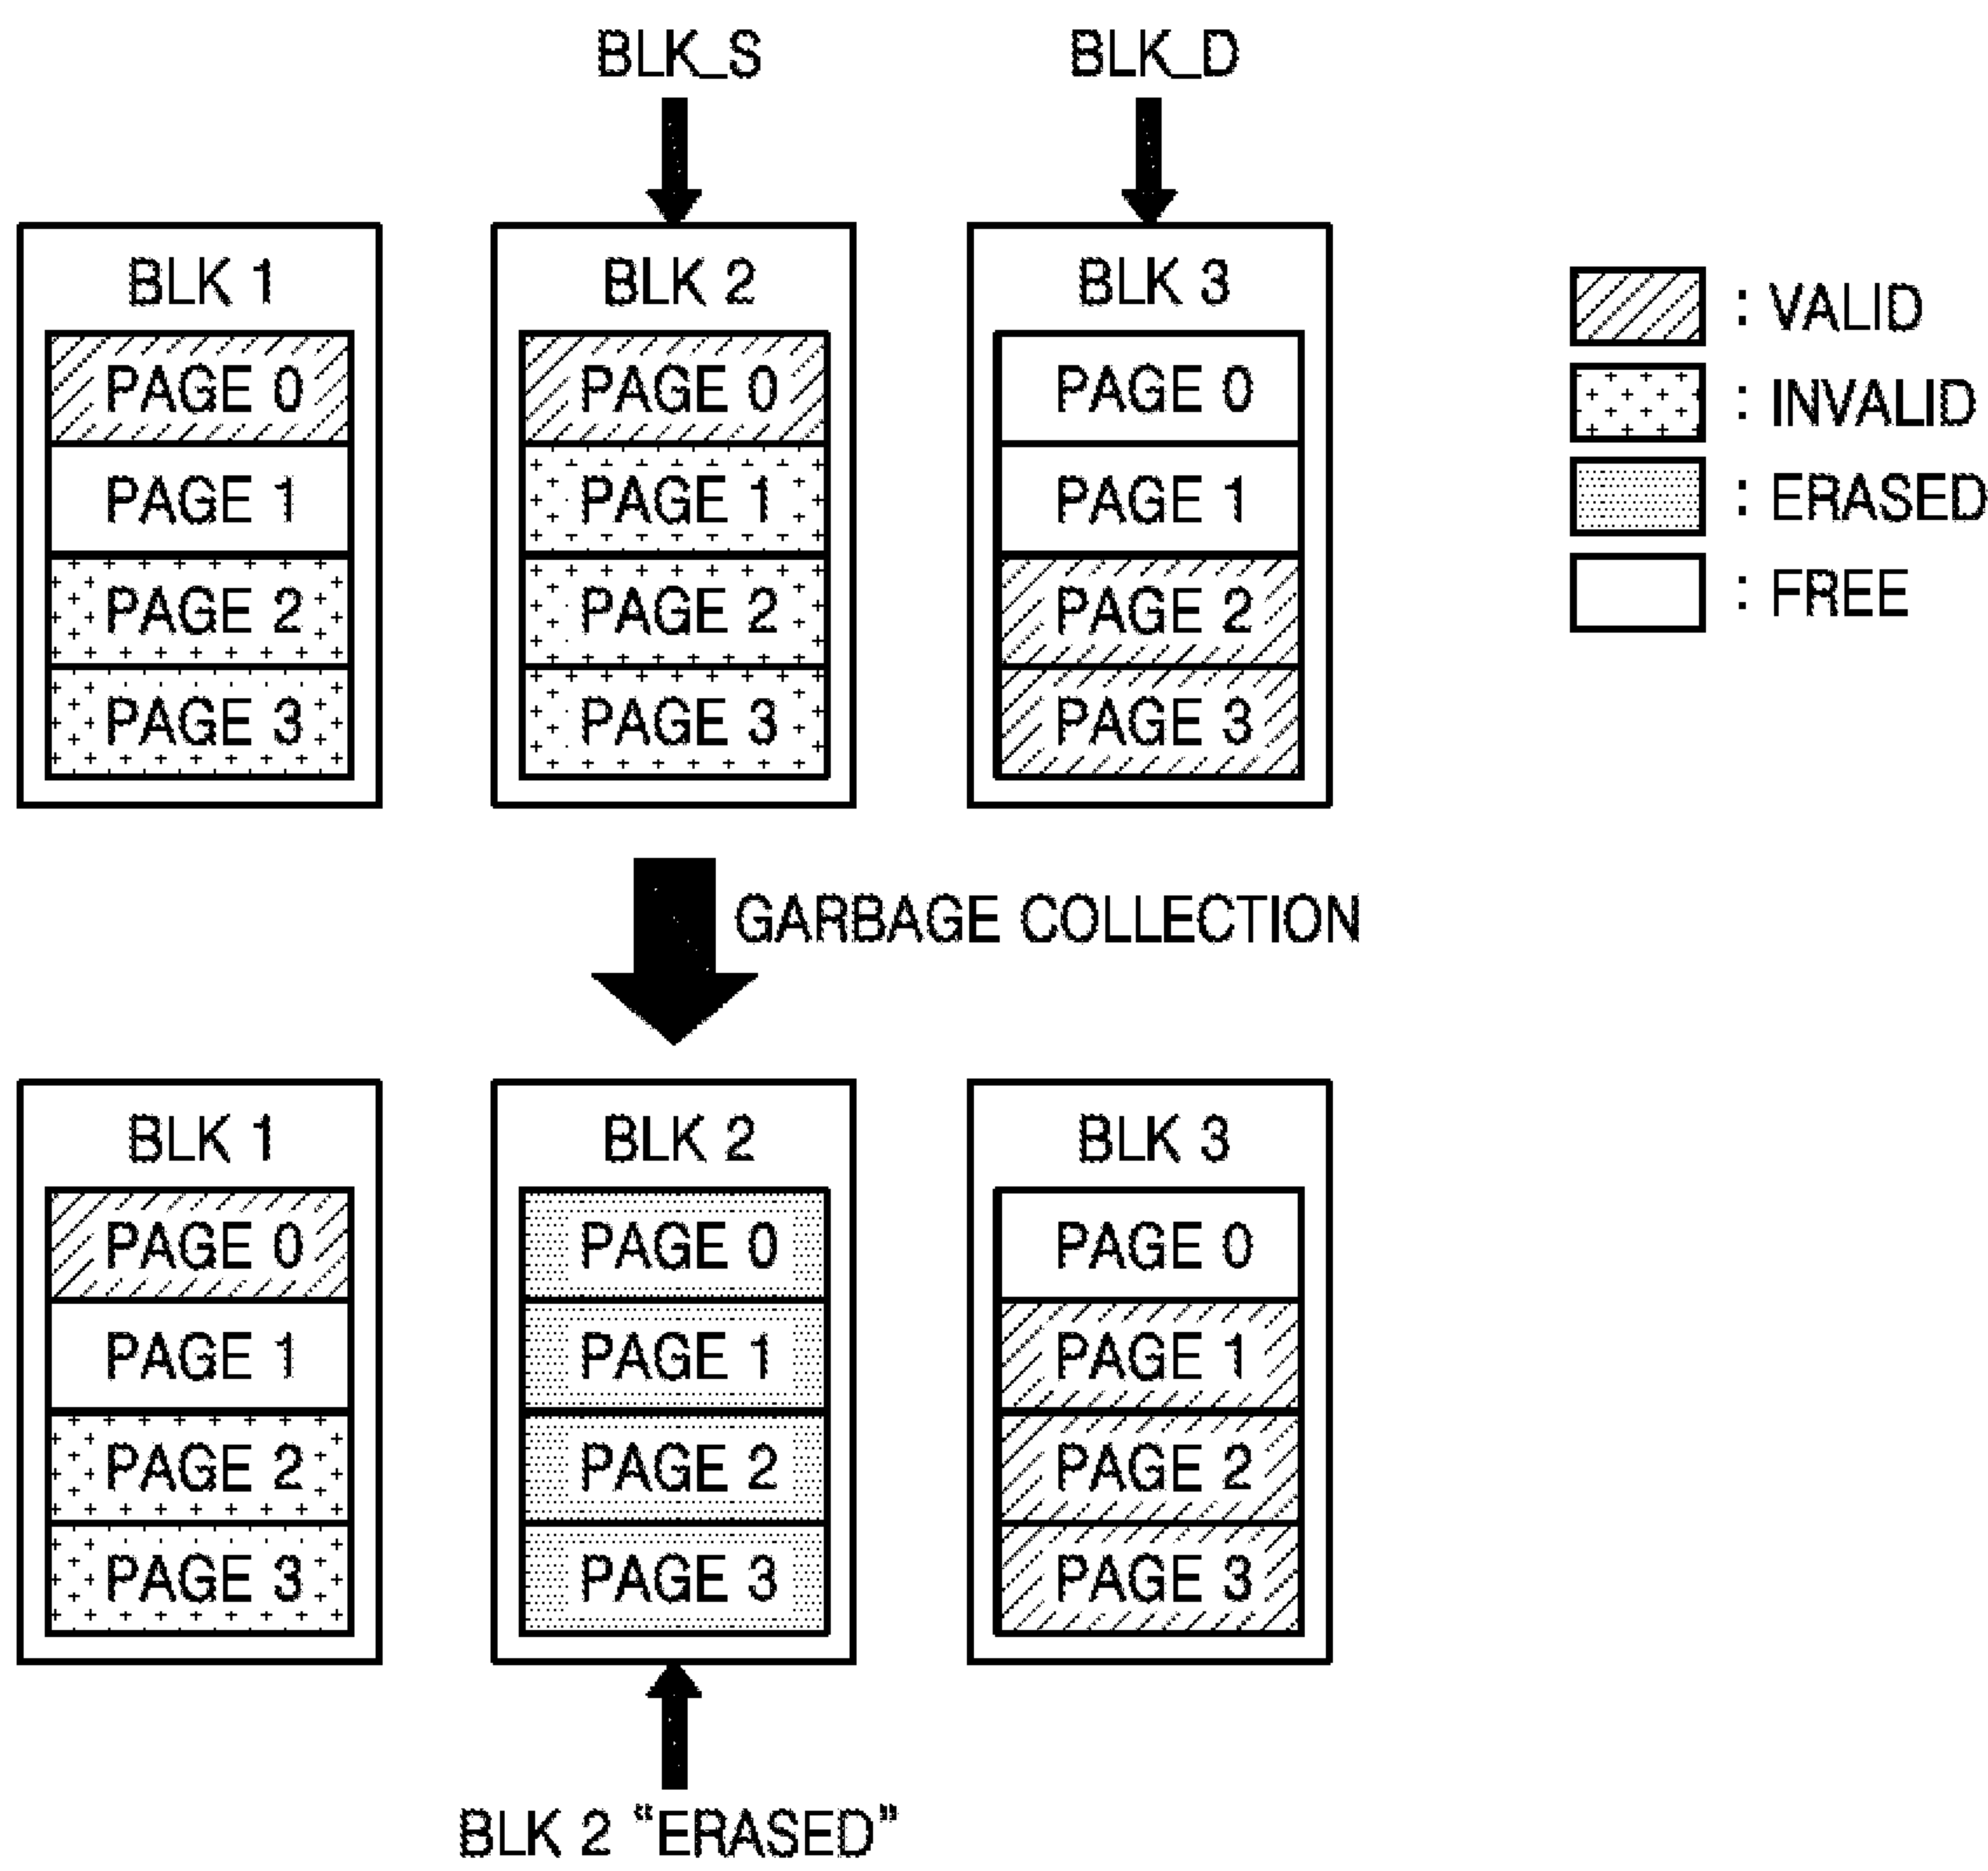 BLK_S
BLK_D
BLK 1
PAGE 0
PAGE 1
PAGE 2
PAGE 3
BLK 2
PAGE 0
PAGE 1
PAGE 2
PAGE 3
BLK 3
PAGE 0
PAGE 1
PAGE 2
PAGE 3
: VALID
: INVALID
: ERASED
: FREE
GARBAGE COLLECTION
BLK 1
PAGE 0
PAGE 1
PAGE 2
PAGE 3
BLK 2
PAGE 0
PAGE 1
PAGE 2
PAGE 3
BLK 3
PAGE 0
PAGE 1
PAGE 2
PAGE 3
BLK 2 “ERASED”